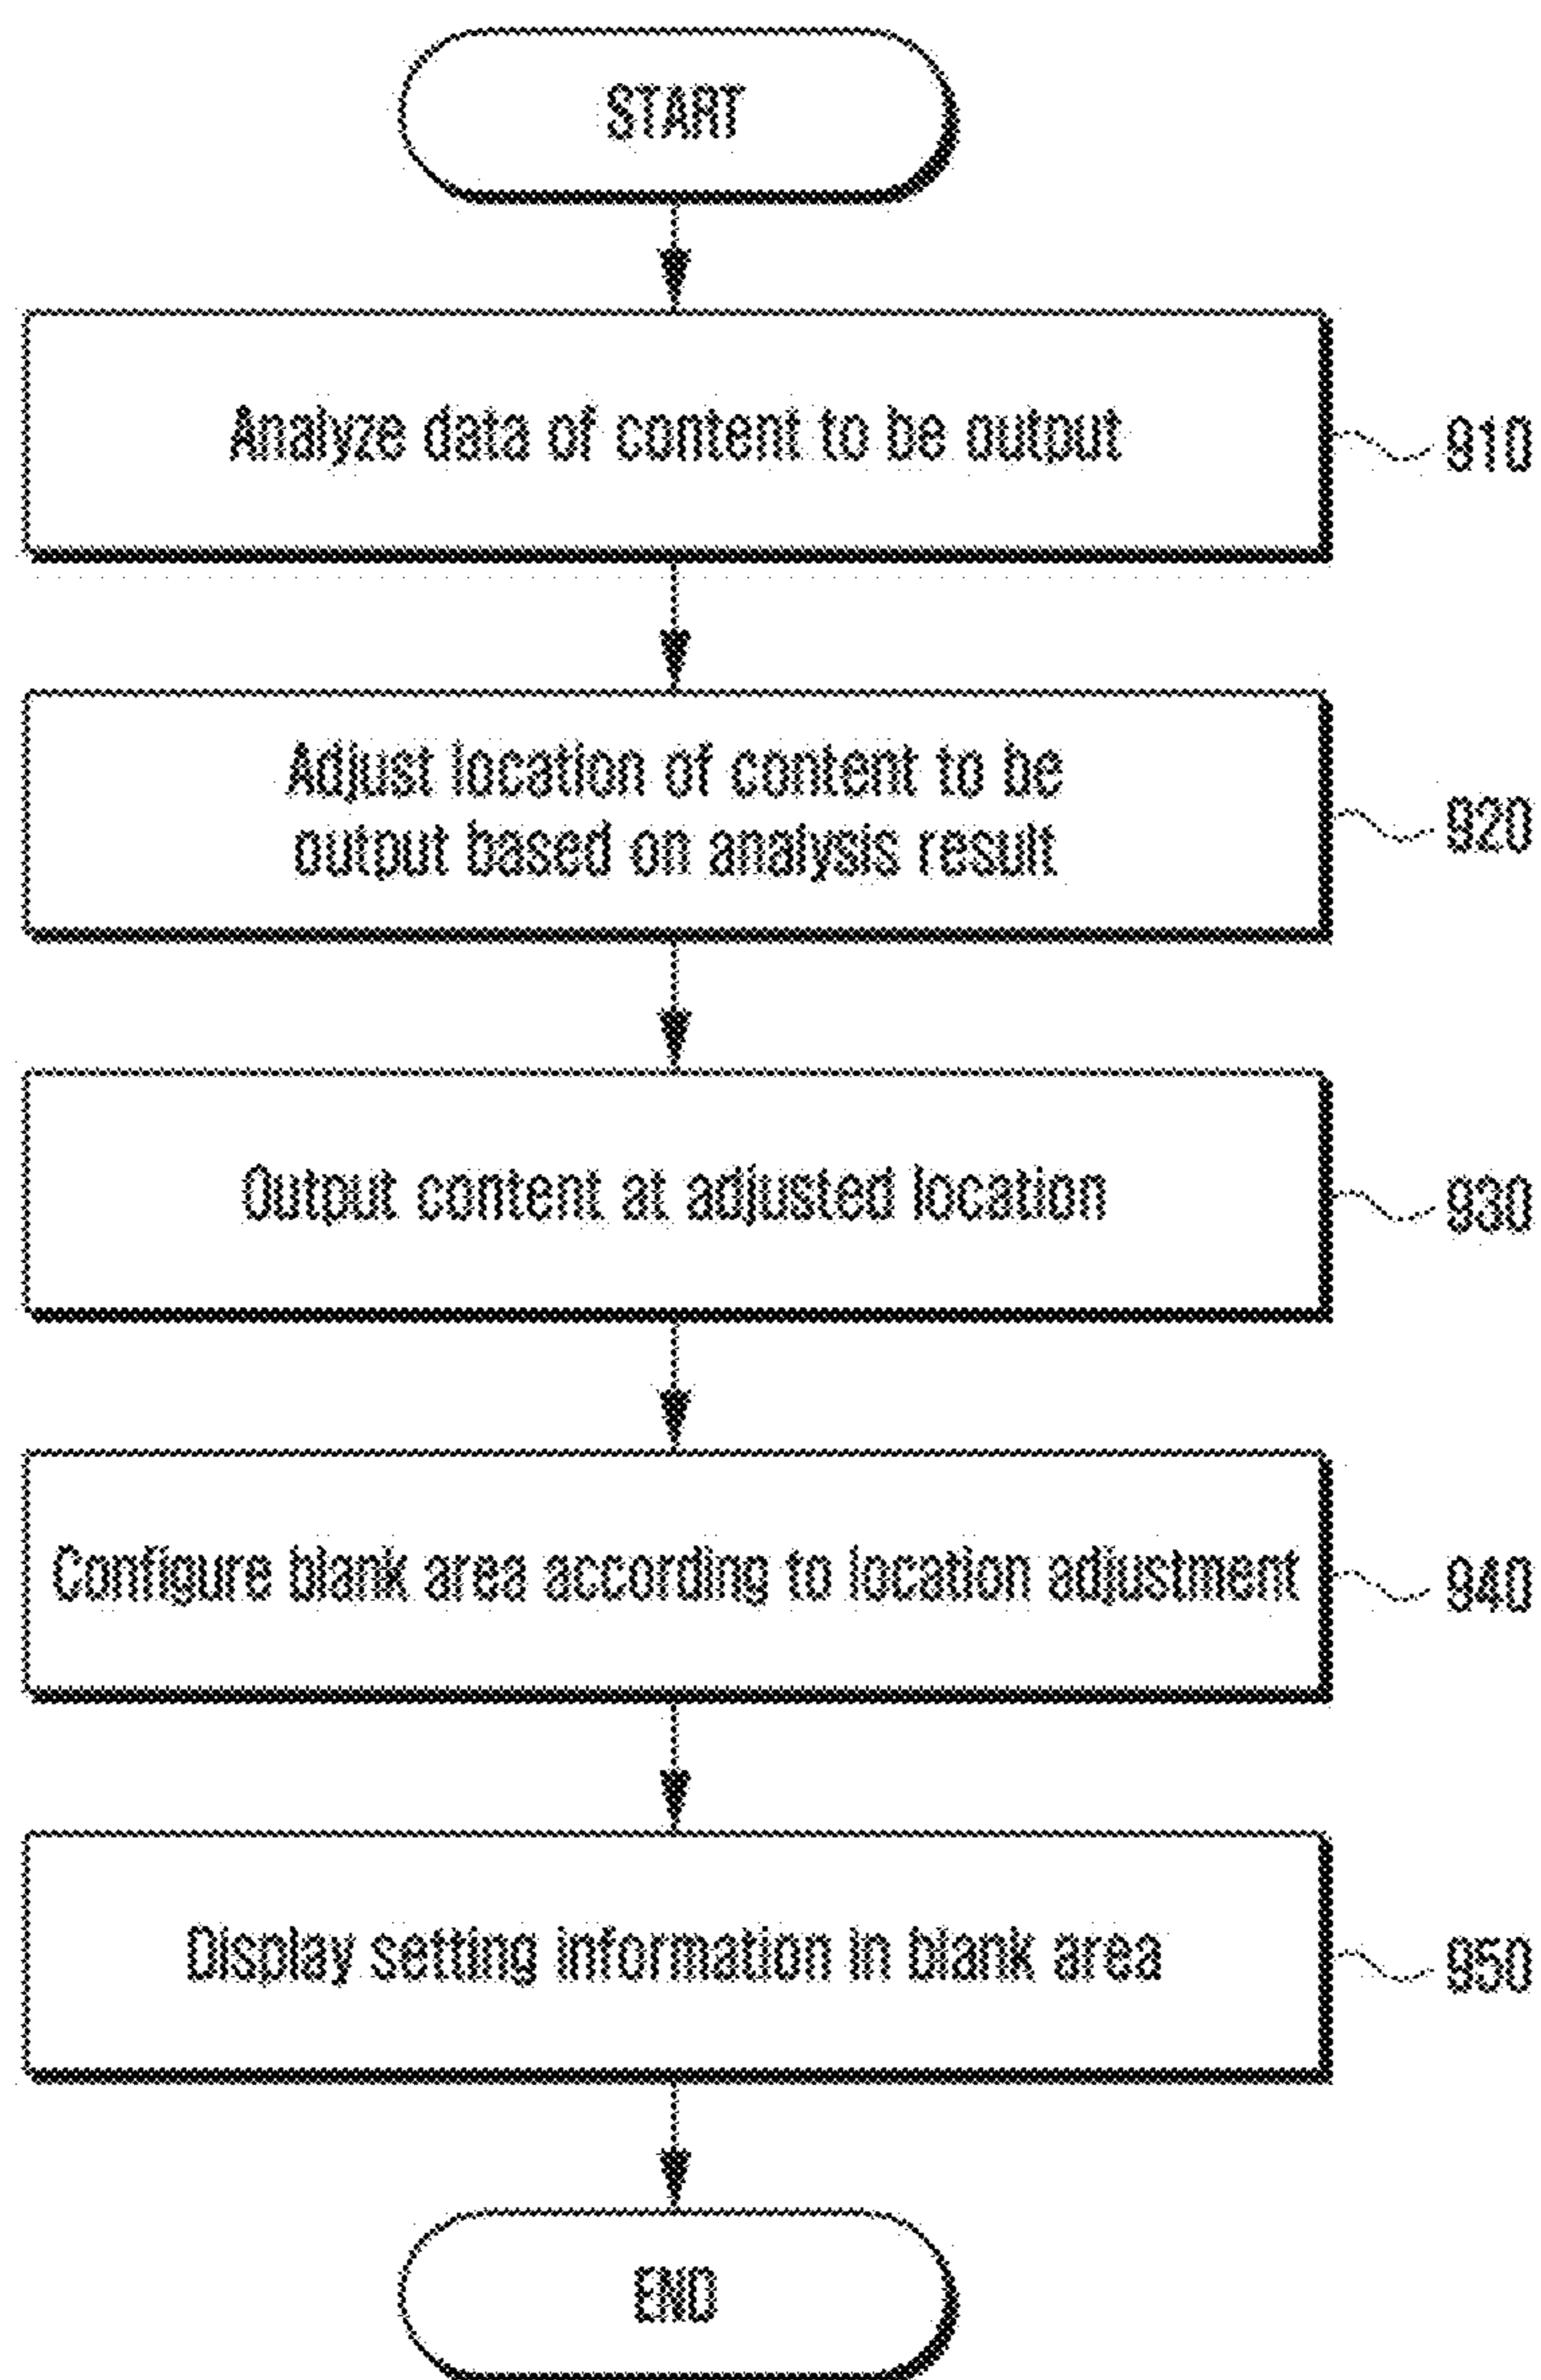 START
Analyze data of content to be output
910
Adjust location of content to be
output based on analysis result
920
Output content at adjusted location
930
Configure blank area according to location adjustment
940
Display setting information in blank area
950
END